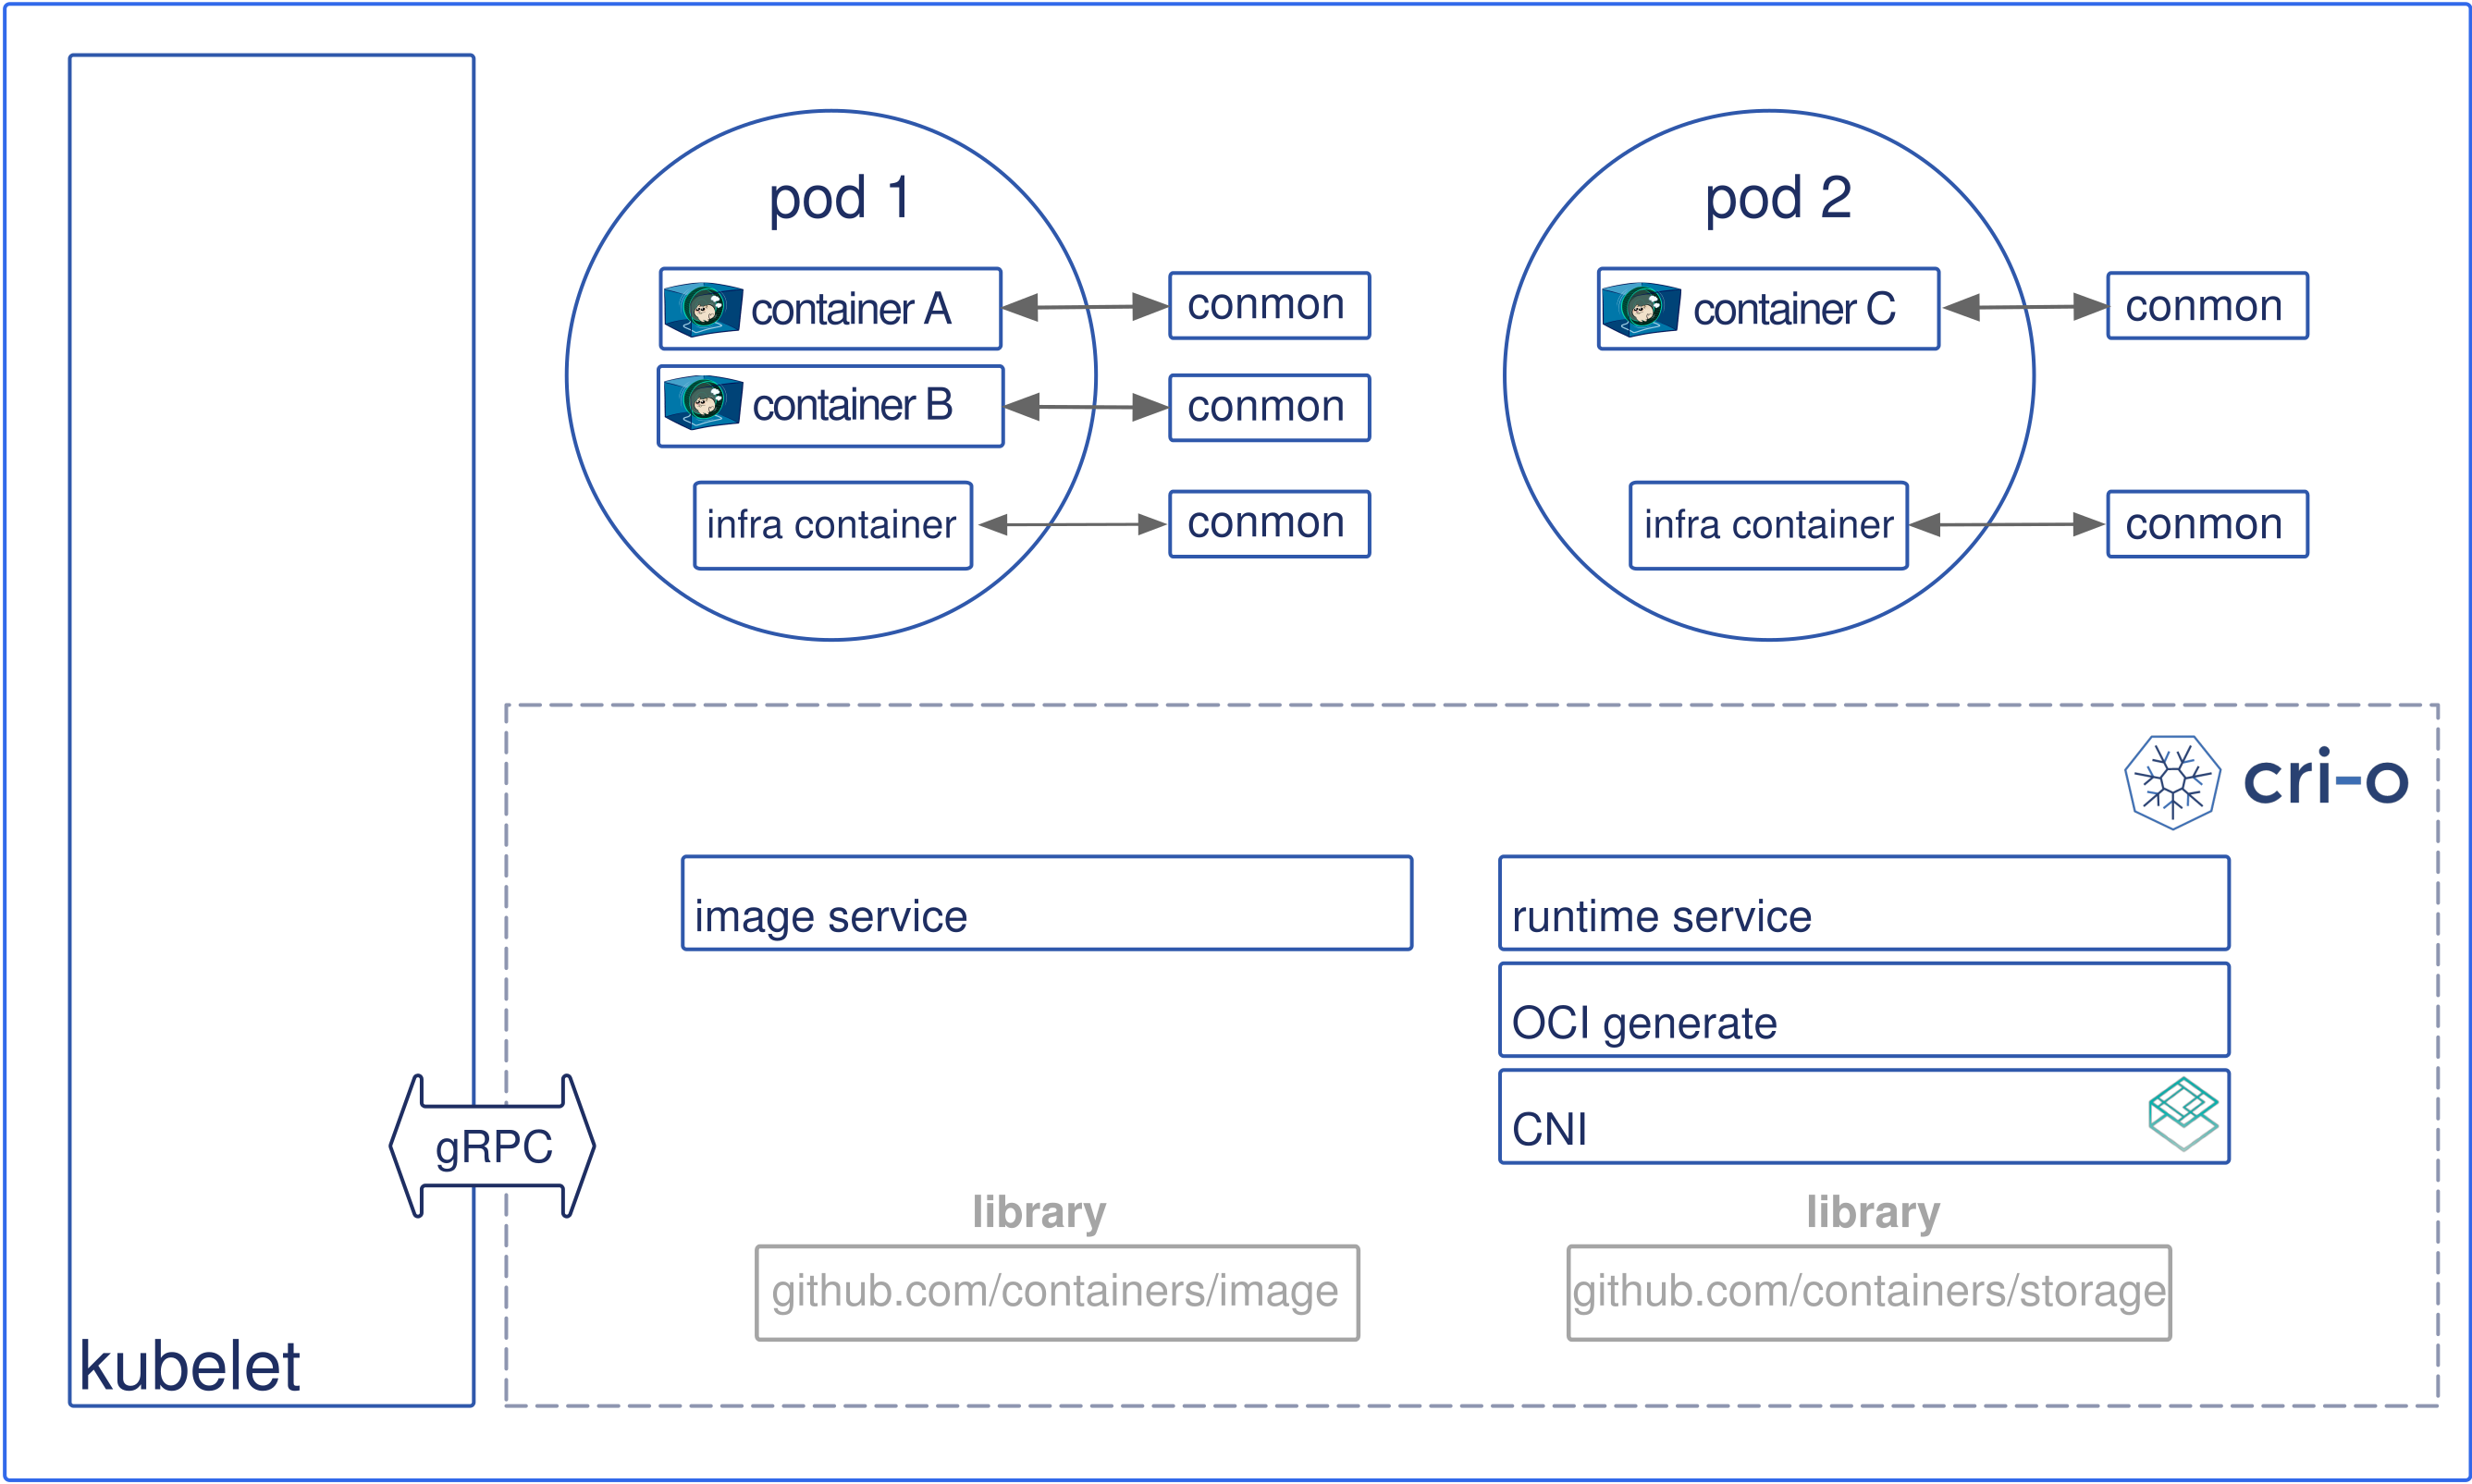 pod 1
container A
conmon
container B
conmon
infra container
conmon
pod 2
container C
conmon
infra container
conmon
cri-o
image service
runtime service
OCI generate
CNI
gRPC
library
github.com/containers/image
library
github.com/containers/storage
kubelet